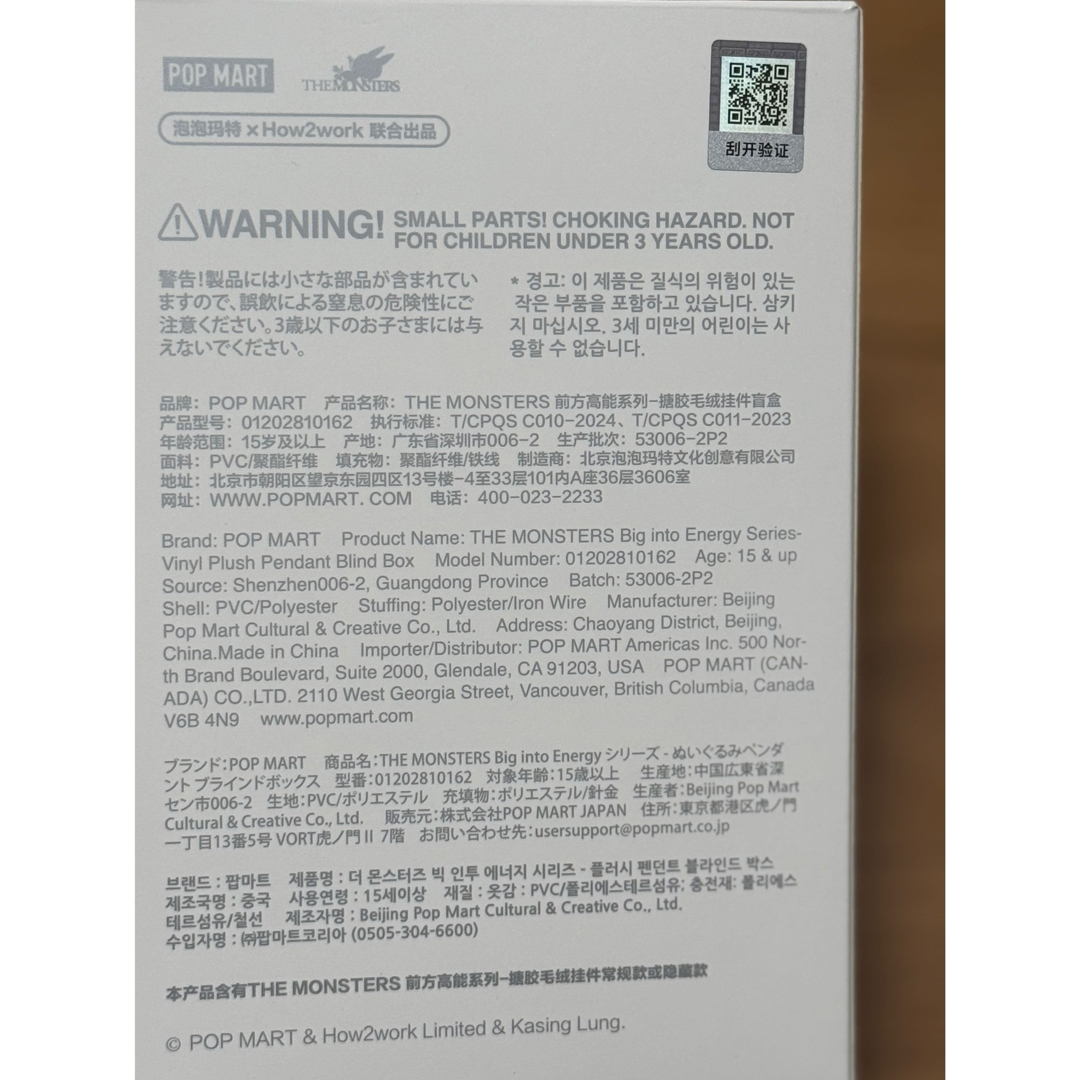 POP MART THE MONSTERS
泡泡玛特×How2work 联合出品
刮开验证
WARNING! SMALL PARTS! CHOKING HAZARD. NOT
FOR CHILDREN UNDER 3 YEARS OLD.
警告!製品には小さな部品が含まれてい
ますので、誤飲による窒息の危険性にご
注意ください。3歳以下のお子さまには与
えないでください。
* 경고: 이 제품은 질식의 위험이 있는
작은 부품을 포함하고 있습니다. 삼키
지 마십시오. 3세 미만의 어린이는 사
용할 수 없습니다.
品牌：POP MART 产品名称：THE MONSTERS 前方高能系列-搪胶毛绒挂件盲盒
产品型号：01202810162 执行标准：T/CPQS C010-2024、T/CPQS C011-2023
年龄范围：15岁及以上 产地：广东省深圳市006-2 生产批次：53006-2P2
面料：PVC/聚酯纤维 填充物：聚酯纤维/铁线 制造商：北京泡泡玛特文化创意有限公司
地址：北京市朝阳区望京东园四区13号楼-4至33层101内A座36层3606室
网址：WWW.POPMART. COM 电话：400-023-2233
Brand: POP MART Product Name: THE MONSTERS Big into Energy Series-
Vinyl Plush Pendant Blind Box Model Number: 01202810162 Age: 15 & up
Source: Shenzhen006-2, Guangdong Province Batch: 53006-2P2
Shell: PVC/Polyester Stuffing: Polyester/Iron Wire Manufacturer: Beijing
Pop Mart Cultural & Creative Co., Ltd. Address: Chaoyang District, Beijing,
China.Made in China Importer/Distributor: POP MART Americas Inc. 500 Nor-
th Brand Boulevard, Suite 2000, Glendale, CA 91203, USA POP MART (CAN-
ADA) CO.,LTD. 2110 West Georgia Street, Vancouver, British Columbia, Canada
V6B 4N9 www.popmart.com
ブランド:POP MART 商品名:THE MONSTERS Big into Energy シリーズ - ぬいぐるみペンダ
ント ブラインドボックス 型番:01202810162 対象年齢:15歳以上 生産地:中国広東省深
セン市006-2 生地:PVC/ポリエステル 充填物:ポリエステル/針金 生産者:Beijing Pop Mart
Cultural & Creative Co., Ltd. 販売元:株式会社POP MART JAPAN 住所:東京都港区虎ノ門
一丁目13番5号 VORT虎ノ門Ⅱ 7階 お問い合わせ先:usersupport@popmart.co.jp
브랜드 : 팝마트 제품명 : 더 몬스터즈 빅 인투 에너지 시리즈 - 플러시 펜던트 블라인드 박스
제조국명 : 중국 사용연령 : 15세이상 재질 : 옷감 : PVC/폴리에스테르섬유; 충전재: 폴리에스
테르섬유/철선 제조자명 : Beijing Pop Mart Cultural & Creative Co., Ltd.
수입자명 : ㈜팝마트코리아 (0505-304-6600)
本产品含有THE MONSTERS 前方高能系列-搪胶毛绒挂件常规款或隐藏款
© POP MART & How2work Limited & Kasing Lung.